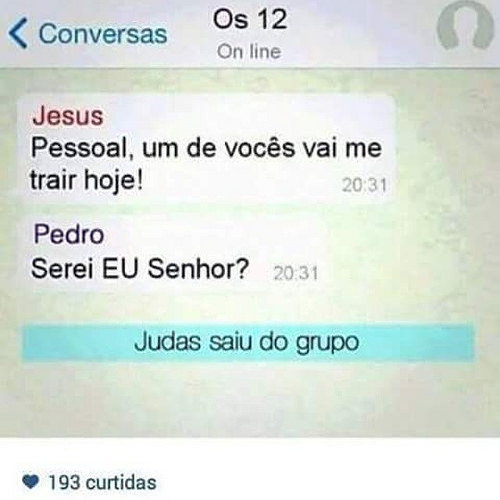 Conversas
Os 12
On line
Jesus
Pessoal, um de vocês vai me
trair hoje!
20:31
Pedro
Serei EU Senhor?
20:31
Judas saiu do grupo
193 curtidas